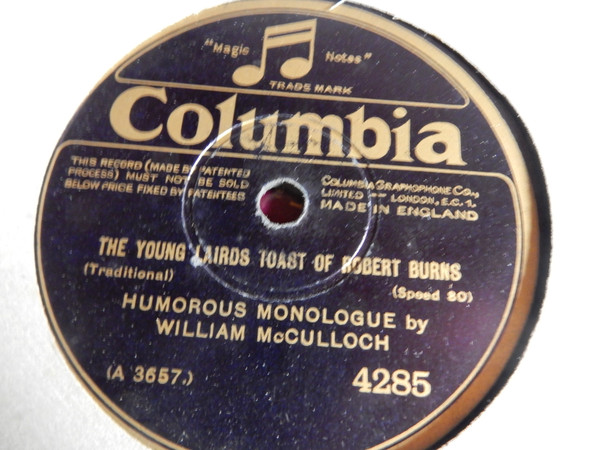 "Magic Notes"
TRADE MARK
Columbia
THIS RECORD (MADE BY PATENTED
PROCESS) MUST NOT BE SOLD
BELOW PRICE FIXED BY PATENTEES
COLUMBIA GRAPHOPHONE CO.,
LIMITED — LONDON, E.C. 1.
MADE IN ENGLAND
THE YOUNG LAIRDS TOAST OF ROBERT BURNS
(Traditional)
(Speed 80)
HUMOROUS MONOLOGUE by
WILLIAM McCULLOCH
(A 3657.)
4285